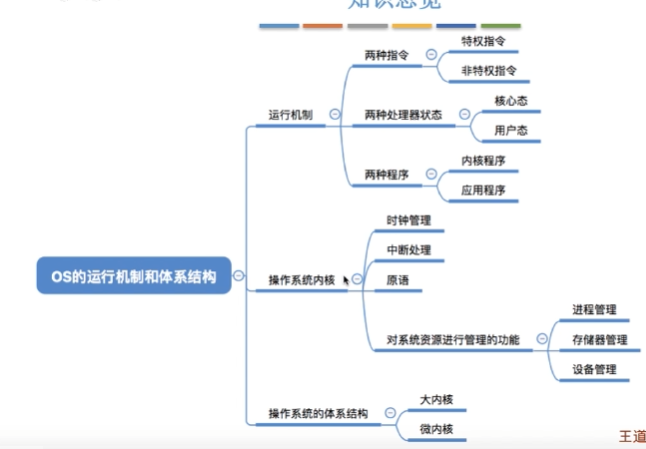 知识总览
特权指令
两种指令
非特权指令
核心态
运行机制
两种处理器状态
用户态
内核程序
两种程序
应用程序
时钟管理
中断处理
OS的运行机制和体系结构
操作系统内核
原语
进程管理
对系统资源进行管理的功能
存储器管理
设备管理
大内核
操作系统的体系结构
微内核
王道